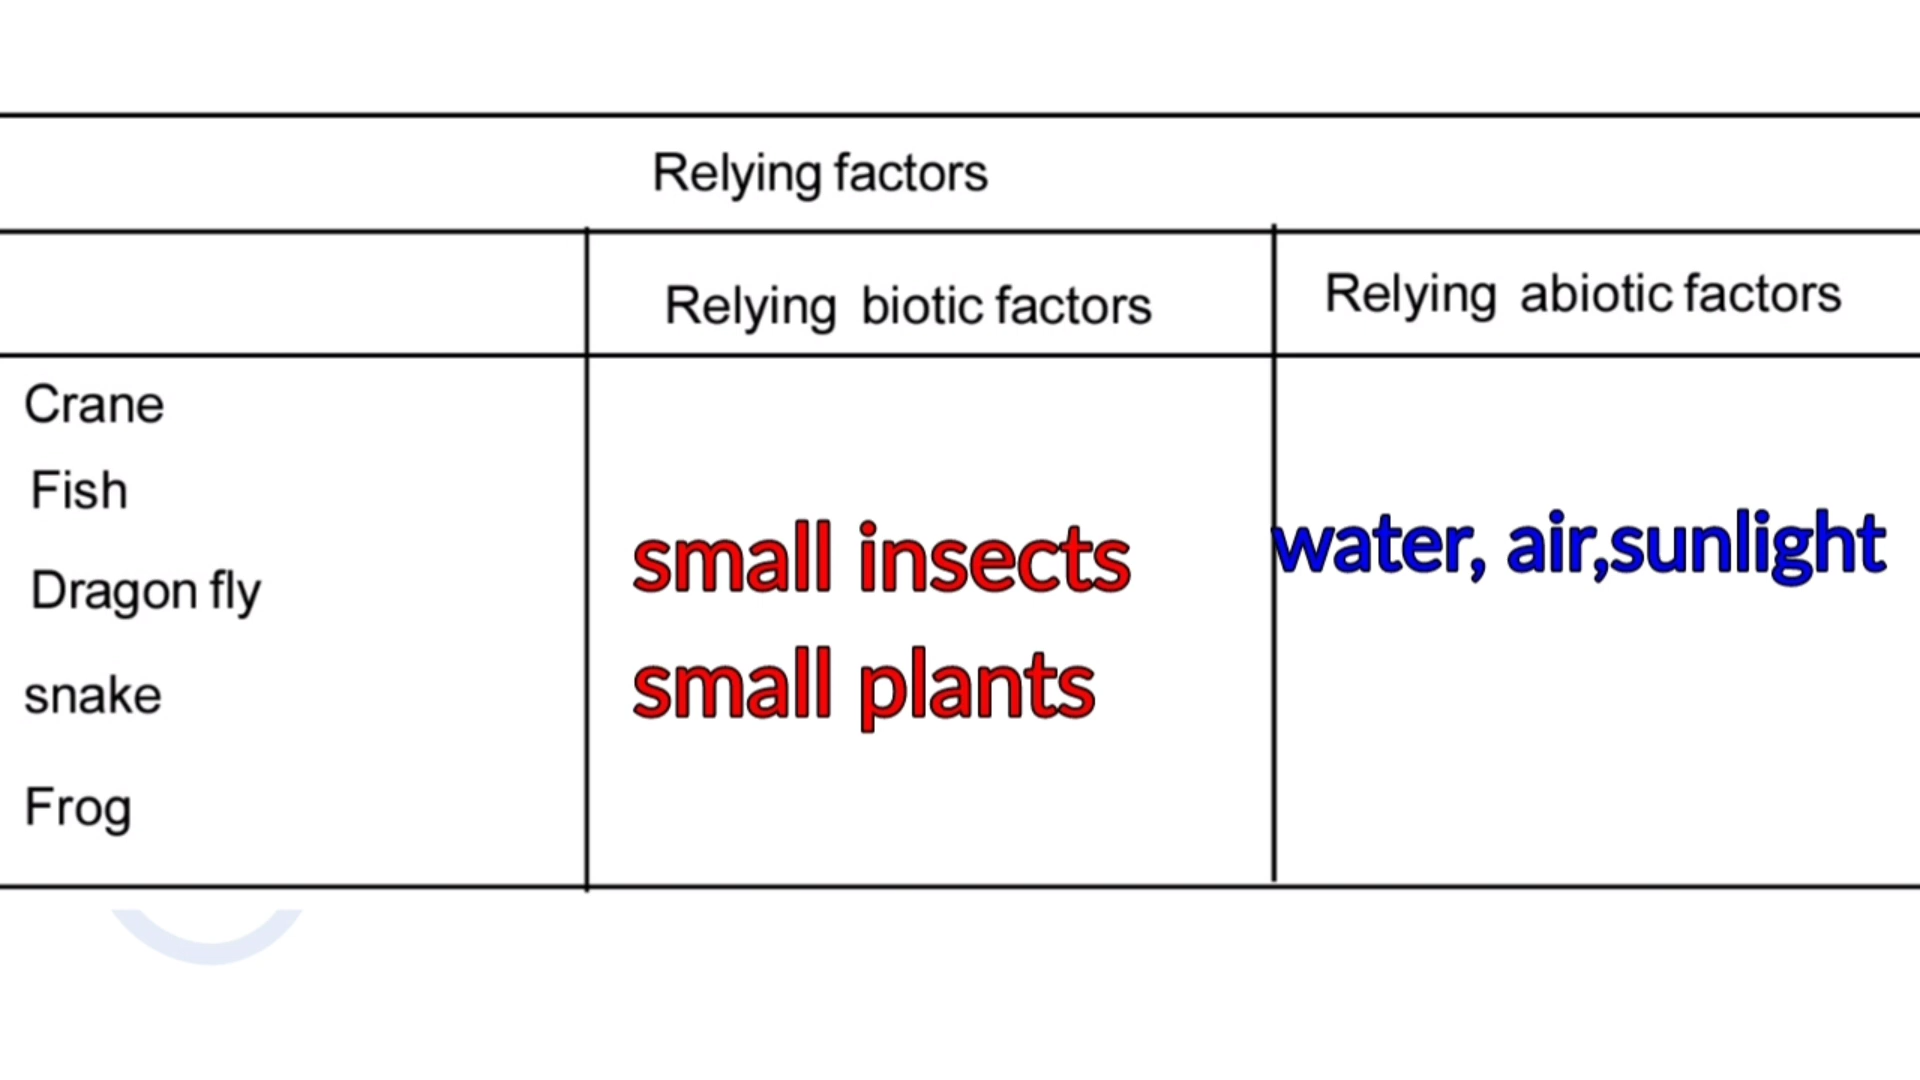 Relying factors
Relying biotic factors
Relying abiotic factors
Crane
Fish
Dragon fly
snake
Frog
small insects
small plants
water, air,sunlight